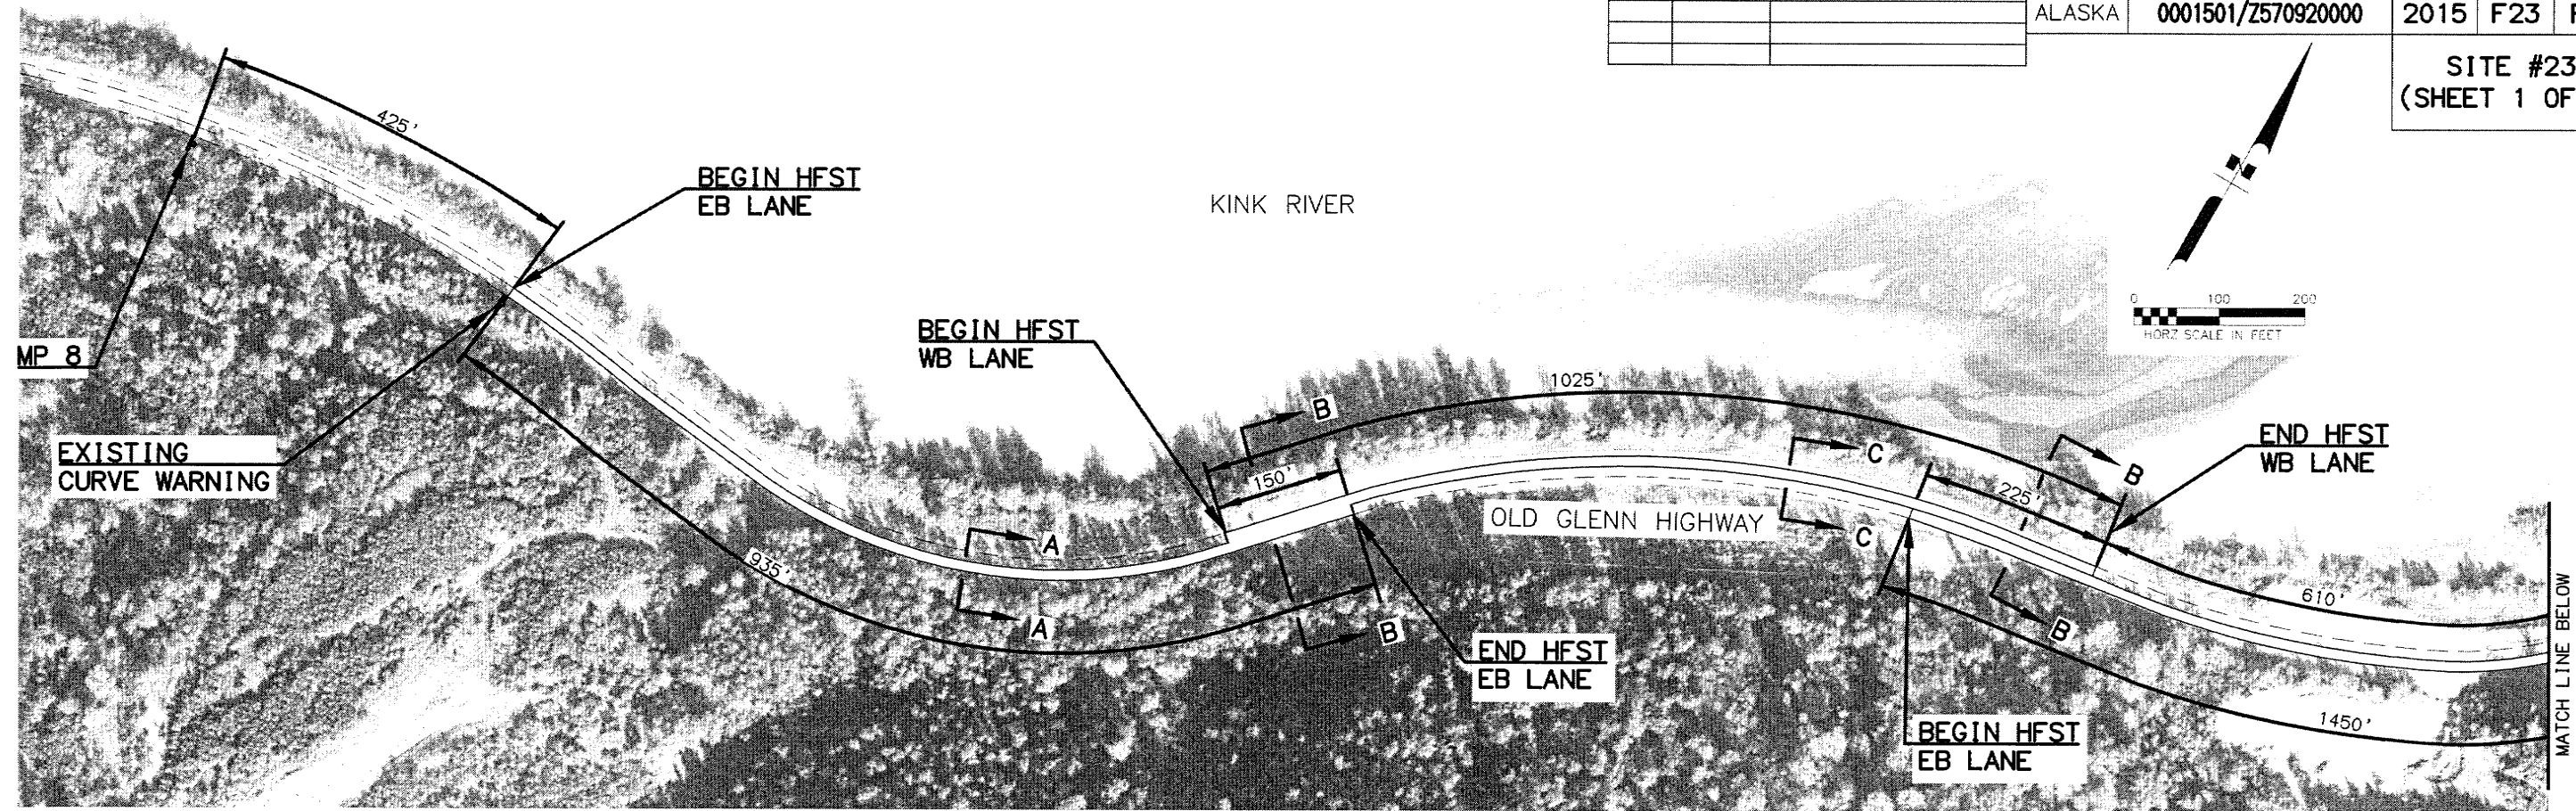 ALASKA 0001501/Z570920000 2015 F23
SITE #23
(SHEET 1 OF
N
0 100 200
HORZ SCALE IN FEET
425'
BEGIN HFST
EB LANE
KINK RIVER
MP 8
EXISTING
CURVE WARNING
BEGIN HFST
WB LANE
1025'
B
150'
C
B
END HFST
WB LANE
225'
OLD GLENN HIGHWAY
A
C
935'
A
B
END HFST
EB LANE
B
610'
BEGIN HFST
EB LANE
1450'
MATCH LINE BELOW